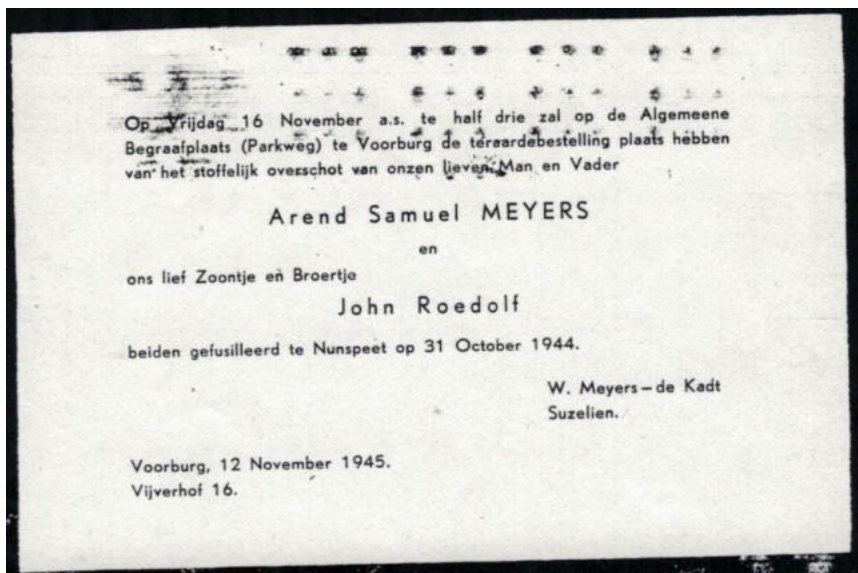 Op Vrijdag 16 November a.s. te half drie zal op de Algemeene
Begraafplaats (Parkweg) te Voorburg de teraardebestelling plaats hebben
van het stoffelijk overschot van onzen lieven Man en Vader
Arend Samuel MEYERS
en
ons lief Zoontje en Broertje
John Roedolf
beiden gefusilleerd te Nunspeet op 31 October 1944.
W. Meyers—de Kadt
Suzelien.
Voorburg, 12 November 1945.
Vijverhof 16.